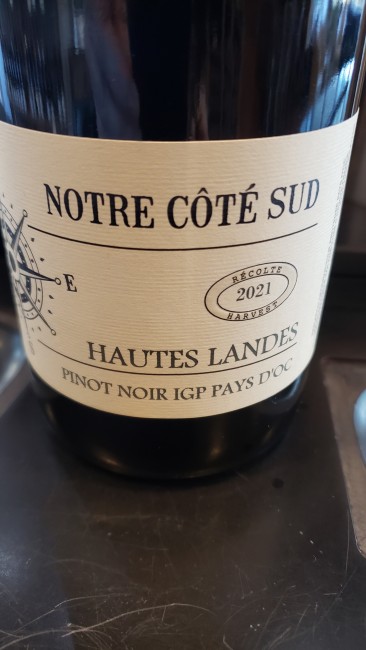 NOTRE CÔTÉ SUD
E
RÉCOLTE
2021
HARVEST
HAUTES LANDES
PINOT NOIR IGP PAYS D'OC